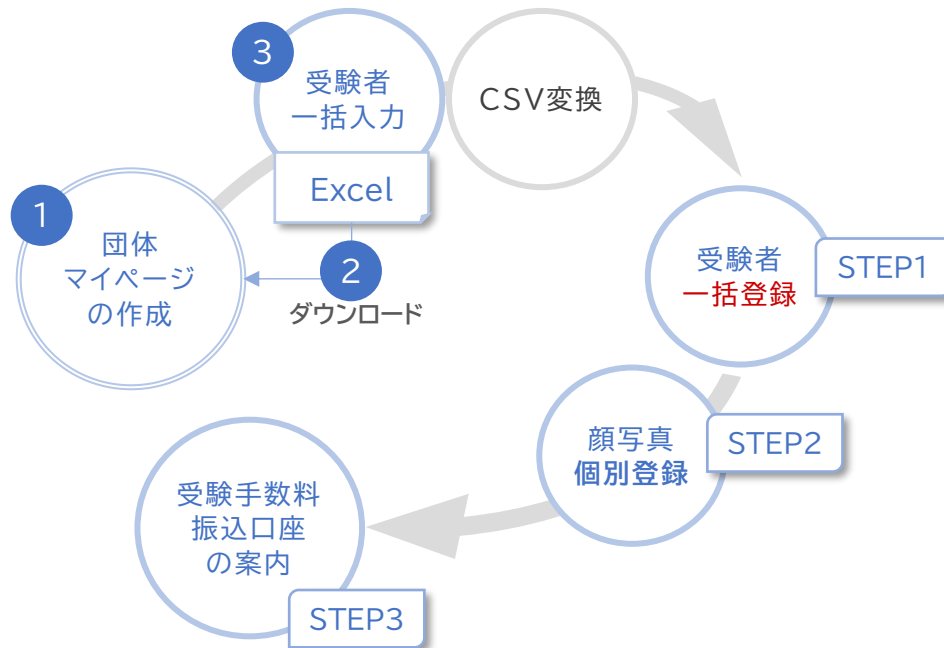 1
団体
マイページ
の作成
2
ダウンロード
3
受験者
一括入力
Excel
CSV変換
受験者
一括登録
STEP1
顔写真
個別登録
STEP2
受験手数料
振込口座
の案内
STEP3